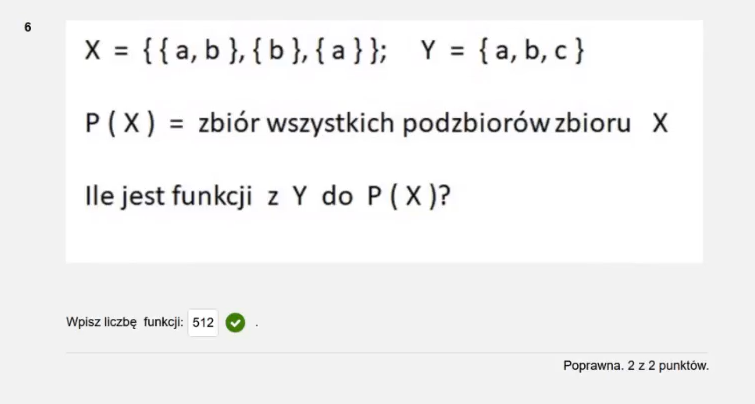 6
X = { { a, b }, { b }, { a } }; Y = { a, b, c }
P ( X ) = zbiór wszystkich podzbiorów zbioru X
Ile jest funkcji z Y do P ( X )?
Wpisz liczbę funkcji: 512 .
Poprawna. 2 z 2 punktów.